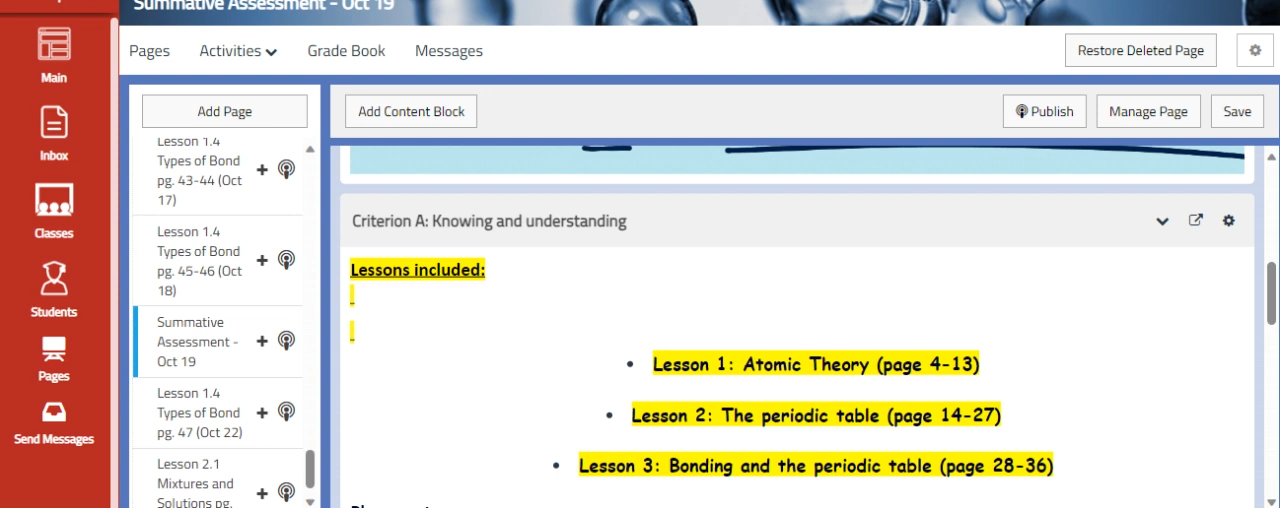 Summative Assessment - Oct 19
Main
Inbox
Classes
Students
Pages
Send Messages
Pages
Activities
Grade Book
Messages
Restore Deleted Page
Add Page
Lesson 1.4
Types of Bond
pg. 43-44 (Oct
17)
Lesson 1.4
Types of Bond
pg. 45-46 (Oct
18)
Summative
Assessment -
Oct 19
Lesson 1.4
Types of Bond
pg. 47 (Oct 22)
Lesson 2.1
Mixtures and
Solutions pg.
Add Content Block
Publish
Manage Page
Save
Criterion A: Knowing and understanding
Lessons included:
• Lesson 1: Atomic Theory (page 4-13)
• Lesson 2: The periodic table (page 14-27)
• Lesson 3: Bonding and the periodic table (page 28-36)